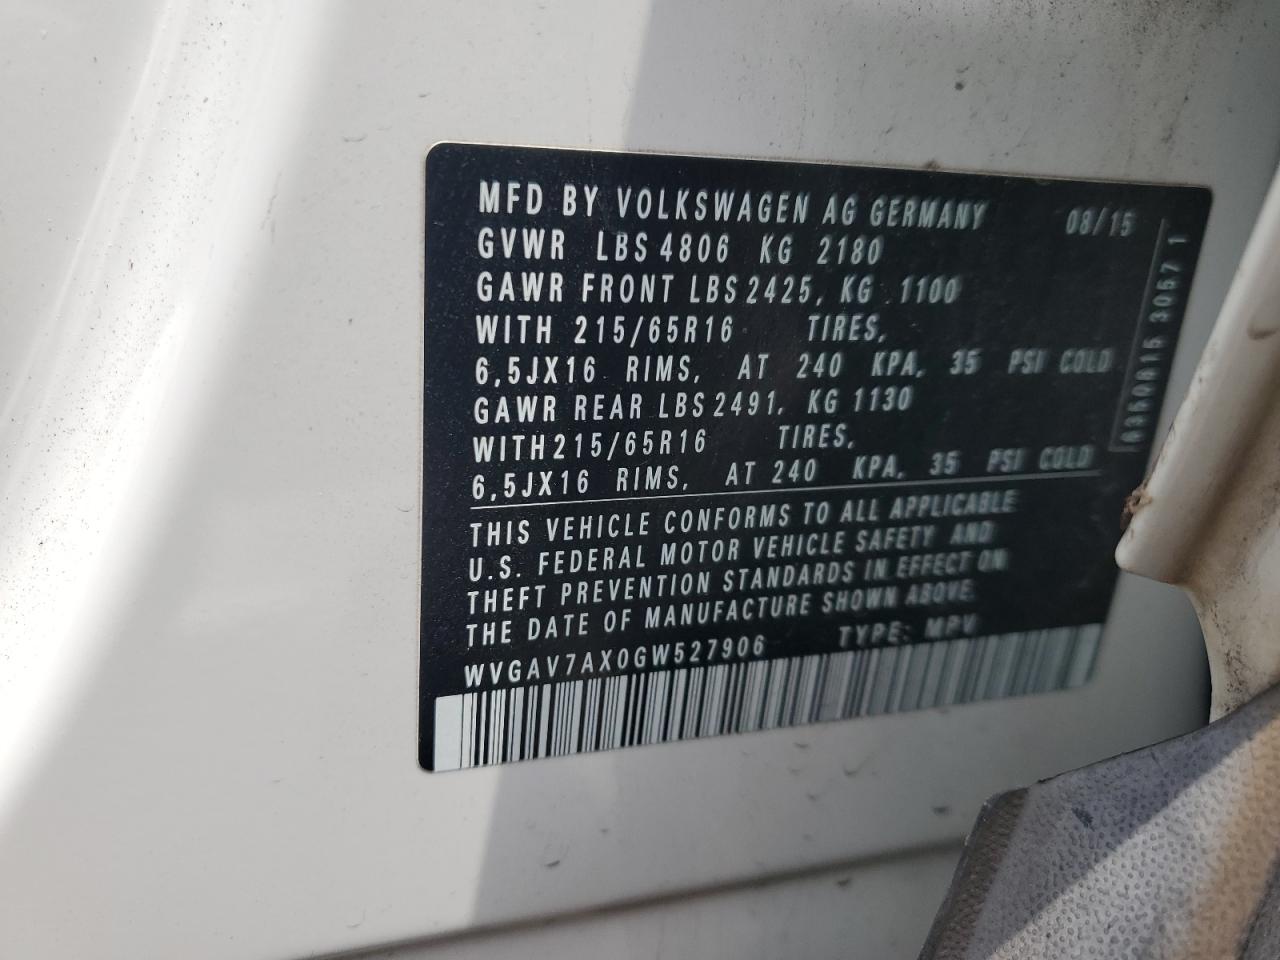 MFD BY VOLKSWAGEN AG GERMANY 08/15
GVWR LBS 4806 KG 2180
GAWR FRONT LBS 2425, KG 1100
WITH 215/65R16 TIRES,
6,5JX16 RIMS, AT 240 KPA, 35 PSI COLD
GAWR REAR LBS 2491, KG 1130
WITH 215/65R16 TIRES,
6,5JX16 RIMS, AT 240 KPA, 35 PSI COLD
THIS VEHICLE CONFORMS TO ALL APPLICABLE
U.S. FEDERAL MOTOR VEHICLE SAFETY AND
THEFT PREVENTION STANDARDS IN EFFECT ON
THE DATE OF MANUFACTURE SHOWN ABOVE.
WVGAV7AX0GW527906 TYPE: MPV